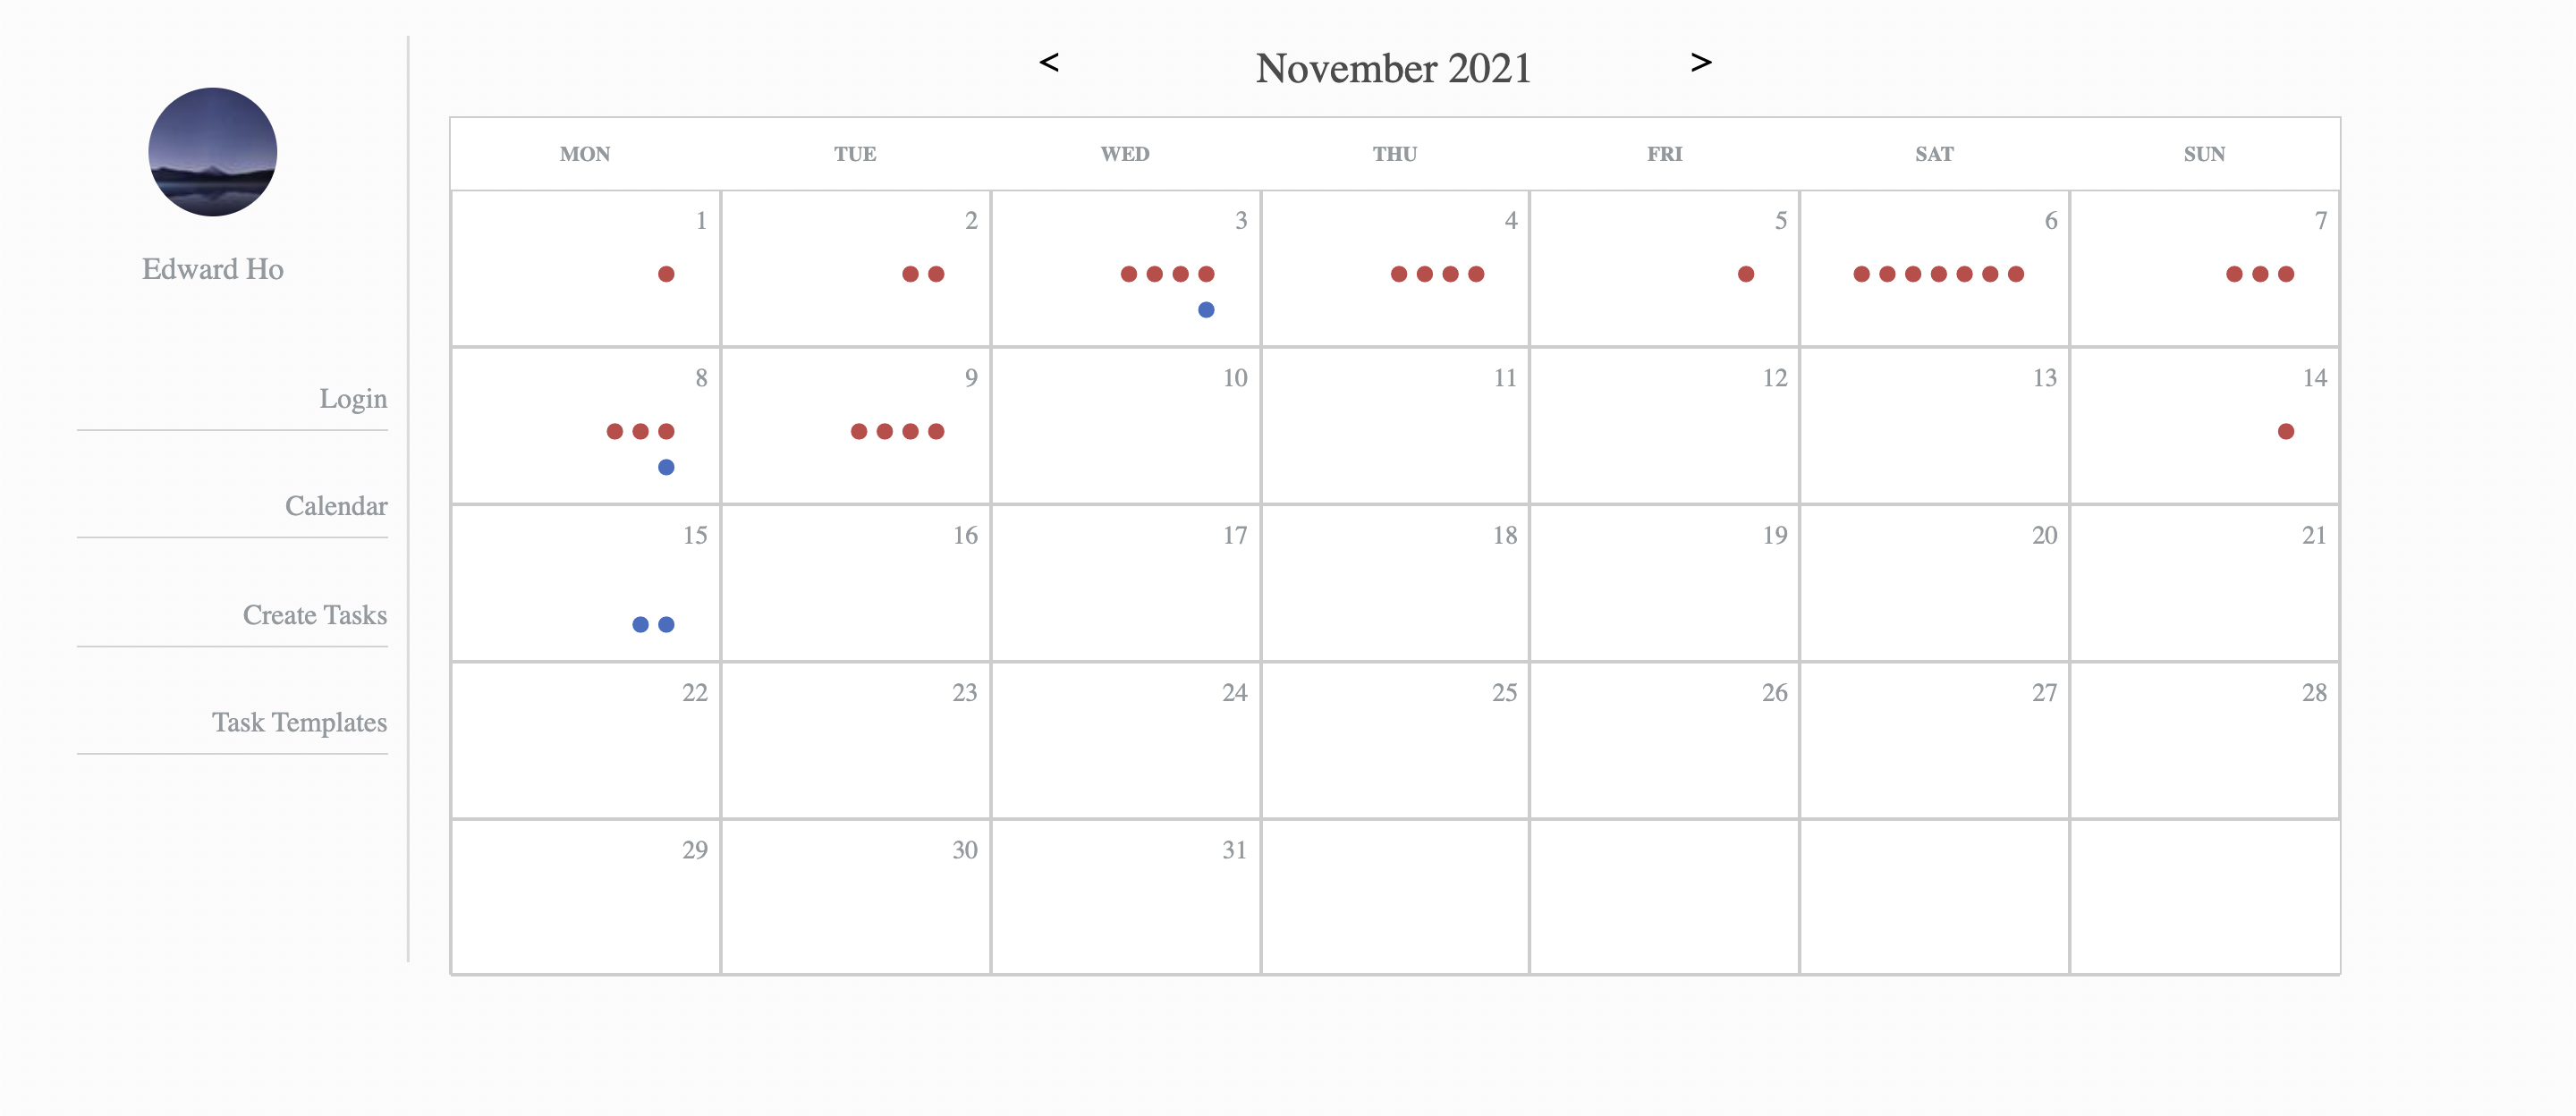 < November 2021 >
Edward Ho
Login
Calendar
Create Tasks
Task Templates
MON TUE WED THU FRI SAT SUN
1 2 3 4 5 6 7
8 9 10 11 12 13 14
15 16 17 18 19 20 21
22 23 24 25 26 27 28
29 30 31